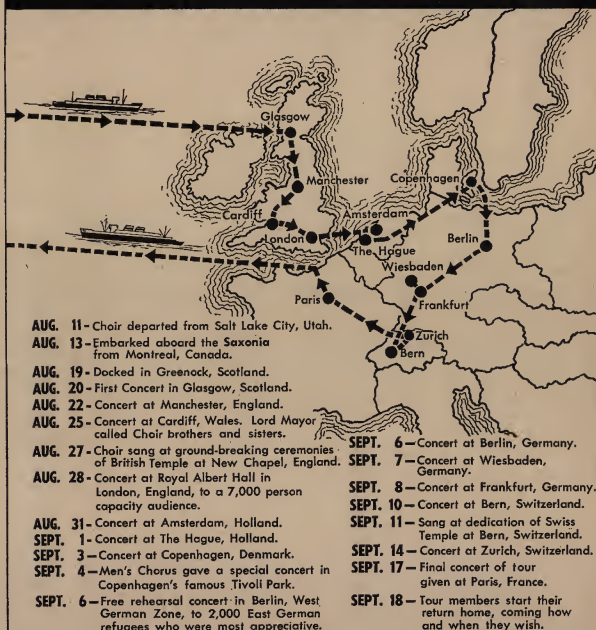 Glasgow
Manchester
Copenhagen
Cardiff
Amsterdam
London
The Hague
Berlin
Wiesbaden
Paris
Frankfurt
Zurich
Bern
AUG. 11-Choir departed from Salt Lake City, Utah.
AUG. 13-Embarked aboard the Saxonia
from Montreal, Canada.
AUG. 19-Docked in Greenock, Scotland.
AUG. 20-First Concert in Glasgow, Scotland.
AUG. 22-Concert at Manchester, England.
AUG. 25-Concert at Cardiff, Wales. Lord Mayor
called Choir brothers and sisters.
AUG. 27-Choir sang at ground-breaking ceremonies
of British Temple at New Chapel, England.
AUG. 28-Concert at Royal Albert Hall in
London, England, to a 7,000 person
capacity audience.
AUG. 31-Concert at Amsterdam, Holland.
SEPT. 1-Concert at The Hague, Holland.
SEPT. 3-Concert at Copenhagen, Denmark.
SEPT. 4-Men's Chorus gave a special concert in
Copenhagen's famous Tivoli Park.
SEPT. 6-Free rehearsal concert in Berlin, West
German Zone, to 2,000 East German
refugees who were most appreciative.
SEPT. 6-Concert at Berlin, Germany.
SEPT. 7-Concert at Wiesbaden,
Germany.
SEPT. 8-Concert at Frankfurt, Germany.
SEPT. 10-Concert at Bern, Switzerland.
SEPT. 11-Sang at dedication of Swiss
Temple at Bern, Switzerland.
SEPT. 14-Concert at Zurich, Switzerland.
SEPT. 17-Final concert of tour
given at Paris, France.
SEPT. 18-Tour members start their
return home, coming how
and when they wish.